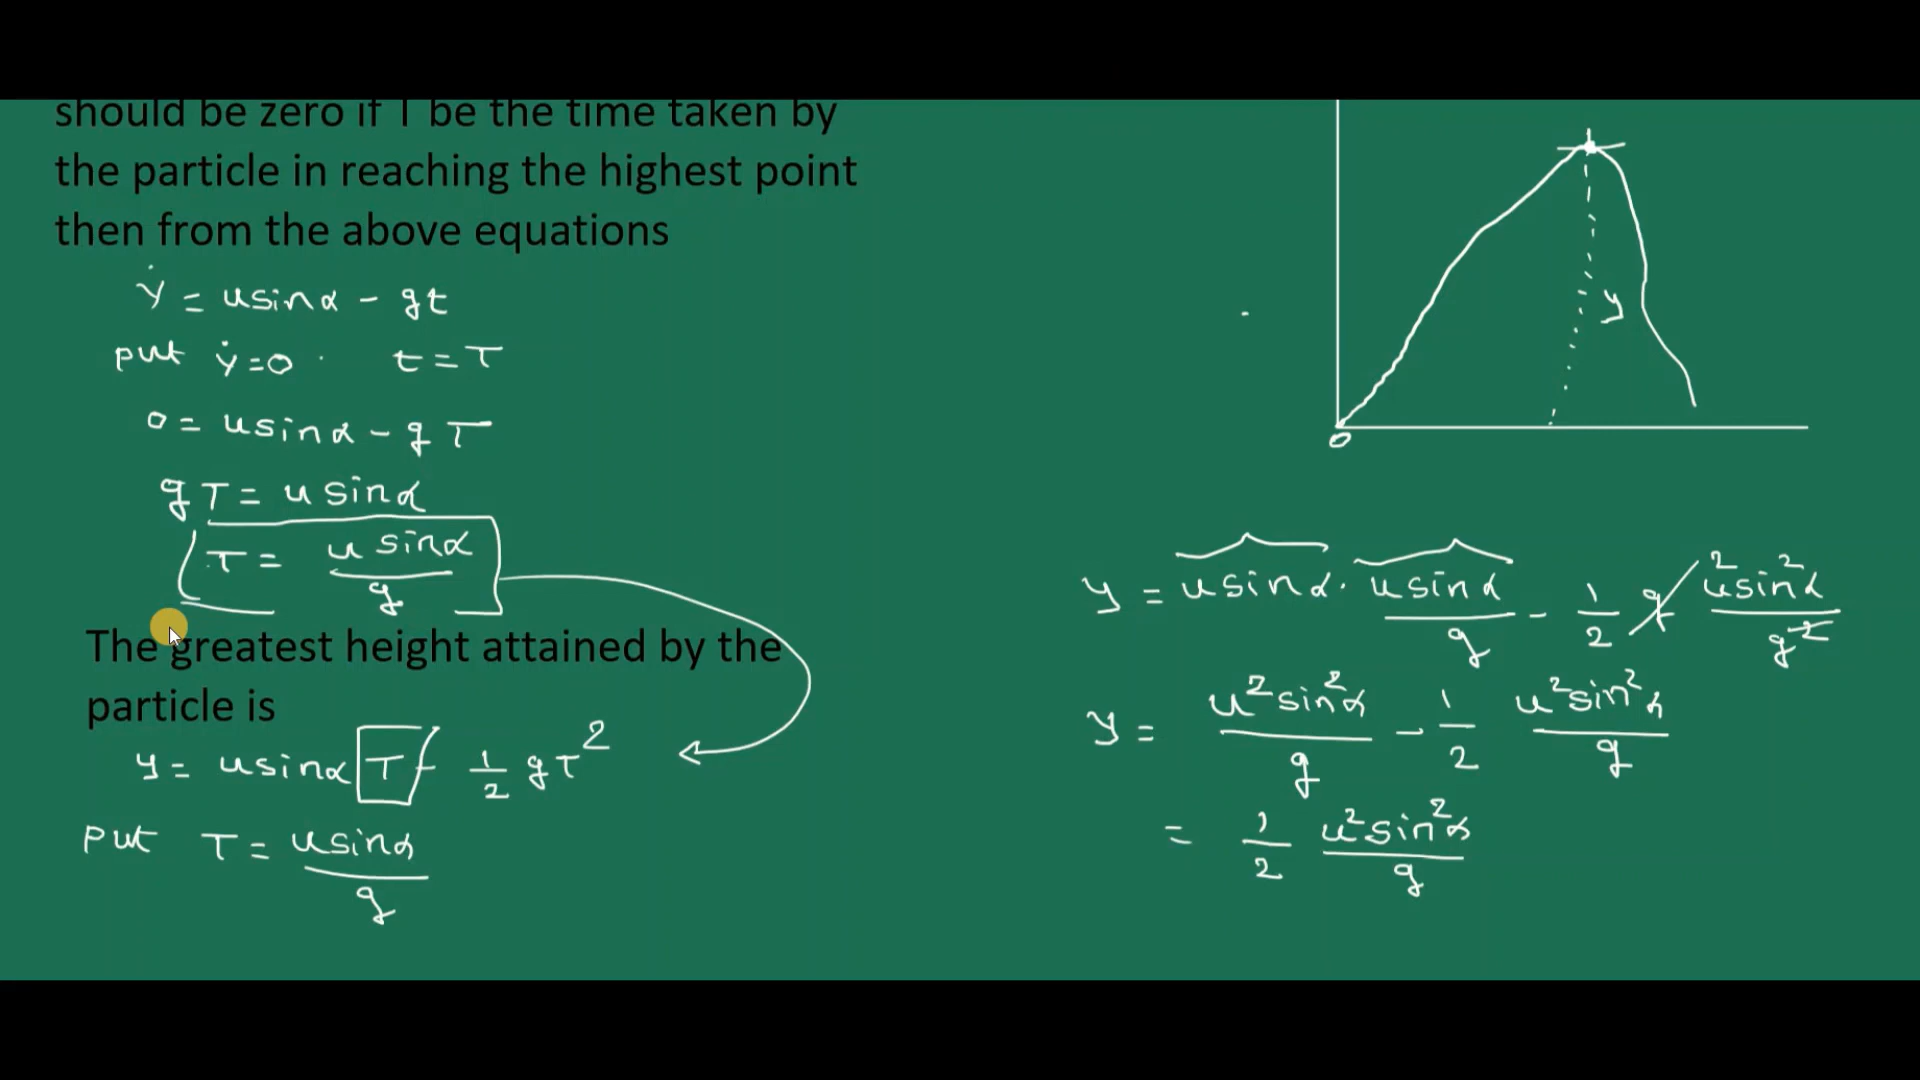 should be zero if T be the time taken by
the particle in reaching the highest point
then from the above equations
ẏ = usinα - gt
put ẏ=0 . t = T
0 = usinα - gT
gT = u sinα
T = u sinα / g
The greatest height attained by the
particle is
y = usinα T - 1/2 gT²
put T = usinα / g
y
0
y = usinα . usinα / g - 1/2 g u²sin²α / g²
y = u²sin²α / g - 1/2 u²sin²α / g
= 1/2 u²sin²α / g